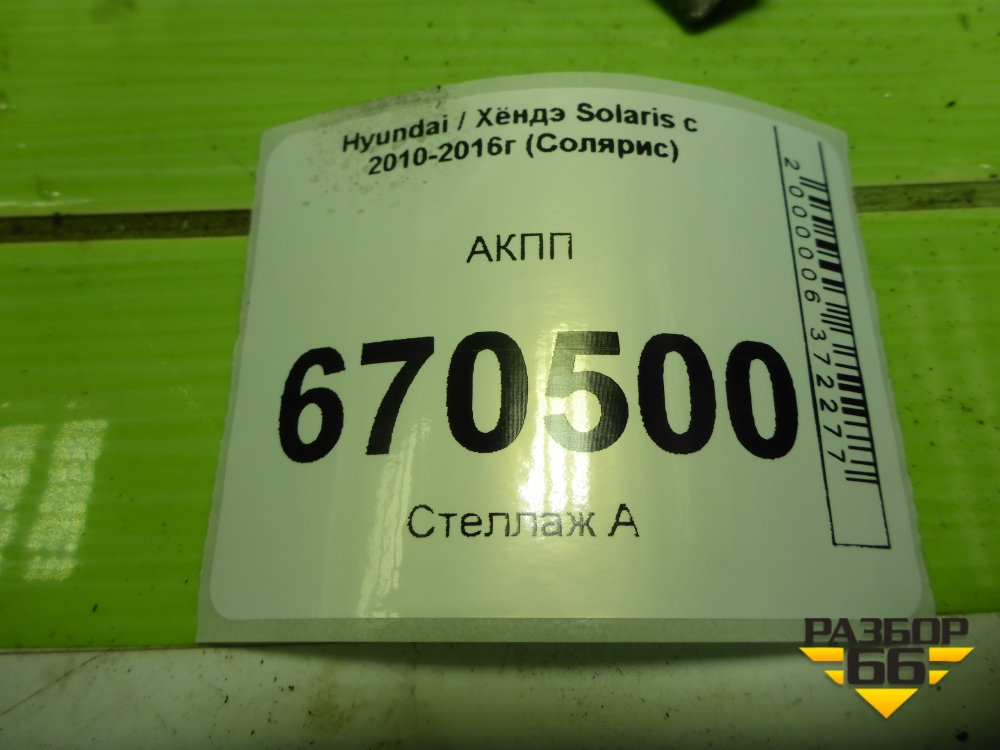 Hyundai / Хёндэ Solaris с
2010-2016г (Солярис)
АКПП
670500
Стеллаж А
2000006372277
РАЗБОР
66